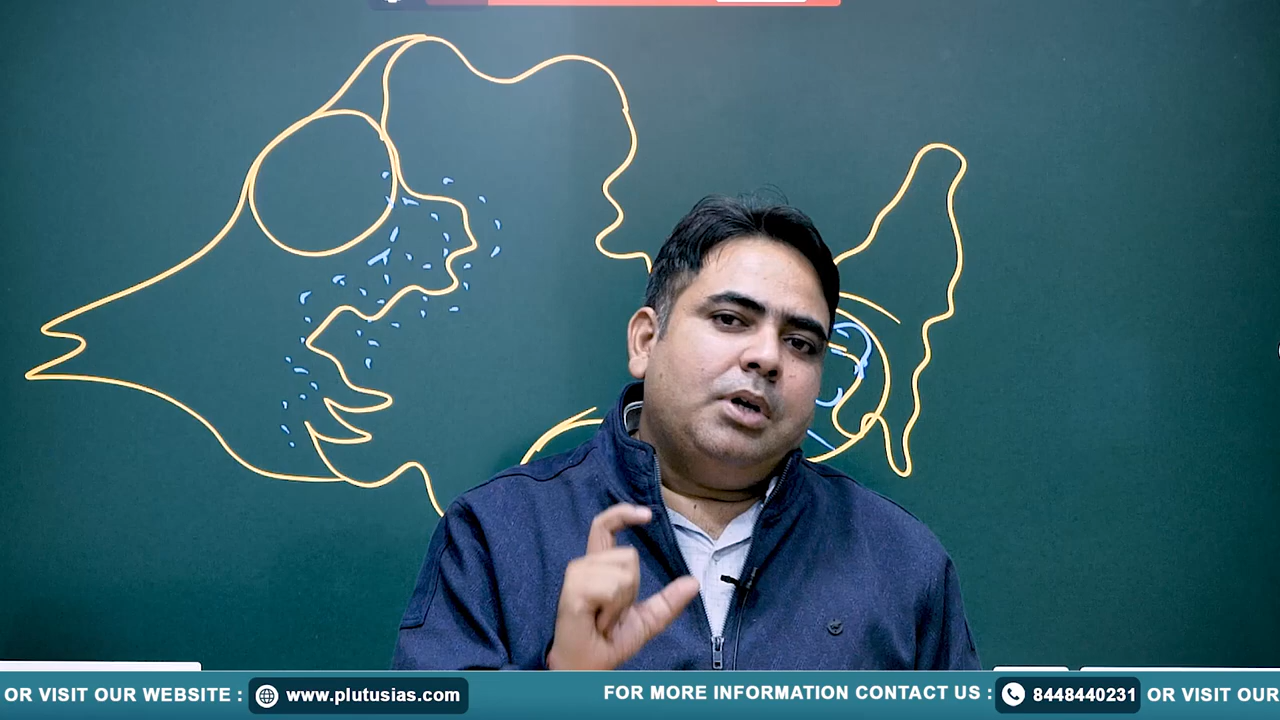 OR VISIT OUR WEBSITE : www.plutusias.com FOR MORE INFORMATION CONTACT US : 8448440231 OR VISIT OUR